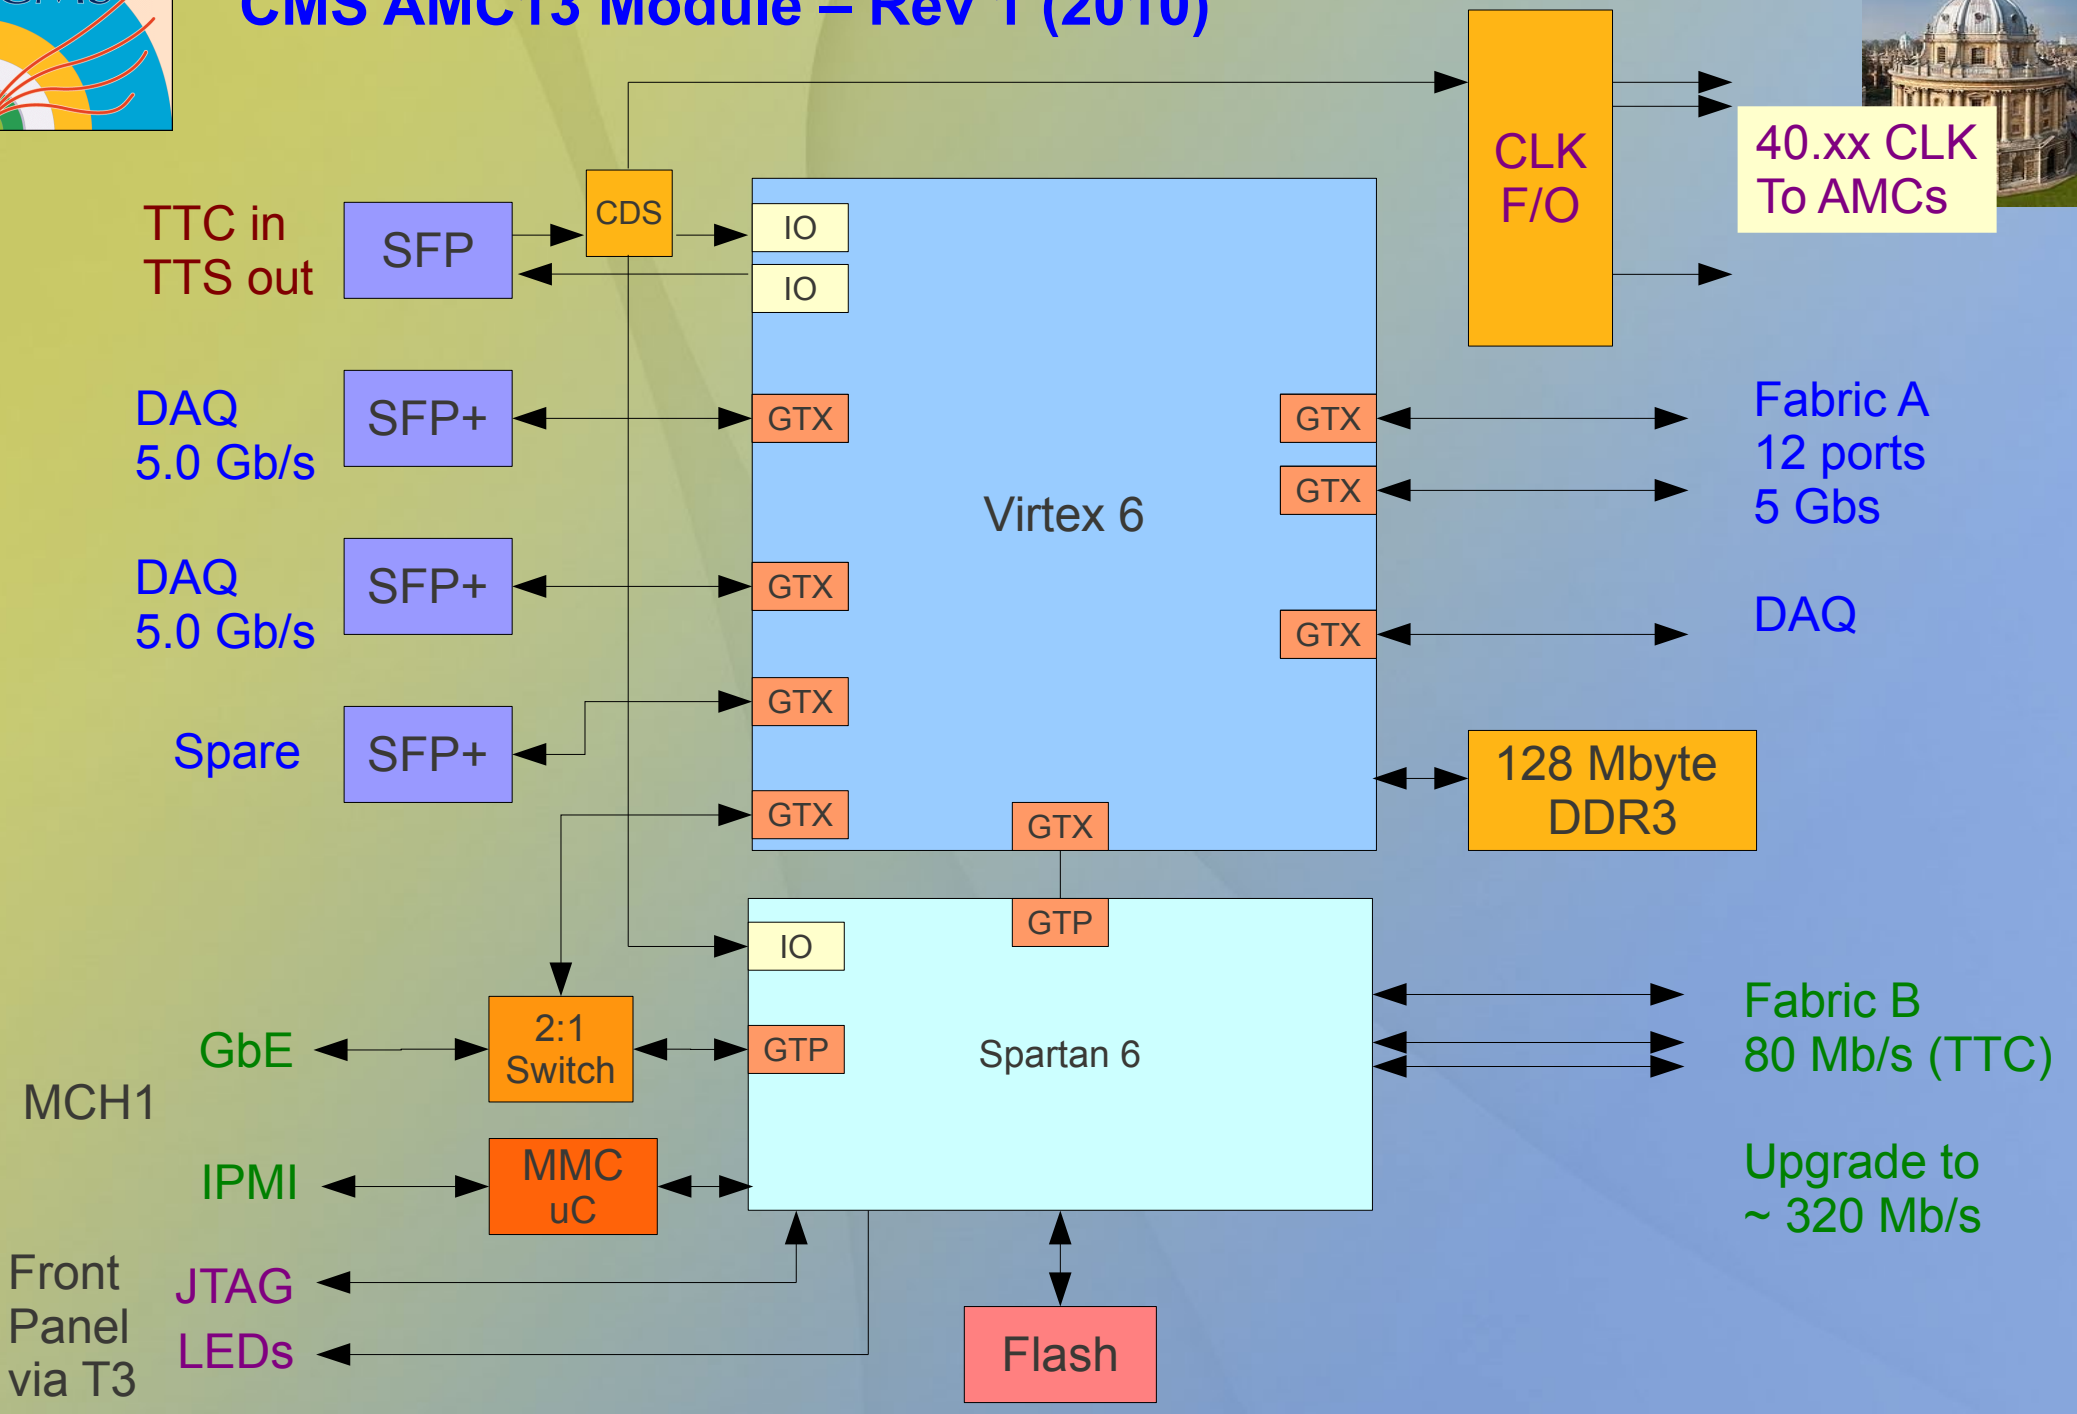 CMS AMC13 Module – Rev 1 (2010)
CLK
F/O
40.xx CLK
To AMCs
TTC in
TTS out
SFP
CDS
IO
IO
DAQ
5.0 Gb/s
SFP+
GTX
GTX
Fabric A
12 ports
5 Gbs
GTX
Virtex 6
DAQ
5.0 Gb/s
SFP+
GTX
GTX
DAQ
Spare
SFP+
GTX
128 Mbyte
DDR3
GTX
GTX
GTP
IO
GbE
2:1
Switch
GTP
Spartan 6
Fabric B
80 Mb/s (TTC)
MCH1
IPMI
MMC
uC
Upgrade to
~ 320 Mb/s
Front
Panel
via T3
JTAG
LEDs
Flash